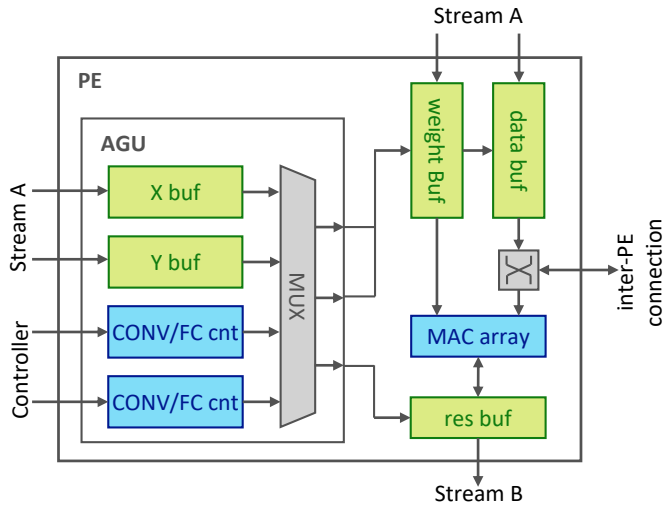 Stream A
PE
AGU
weight Buf
data buf
Stream A
X buf
Y buf
MUX
inter-PE
connection
Controller
CONV/FC cnt
MAC array
CONV/FC cnt
res buf
Stream B